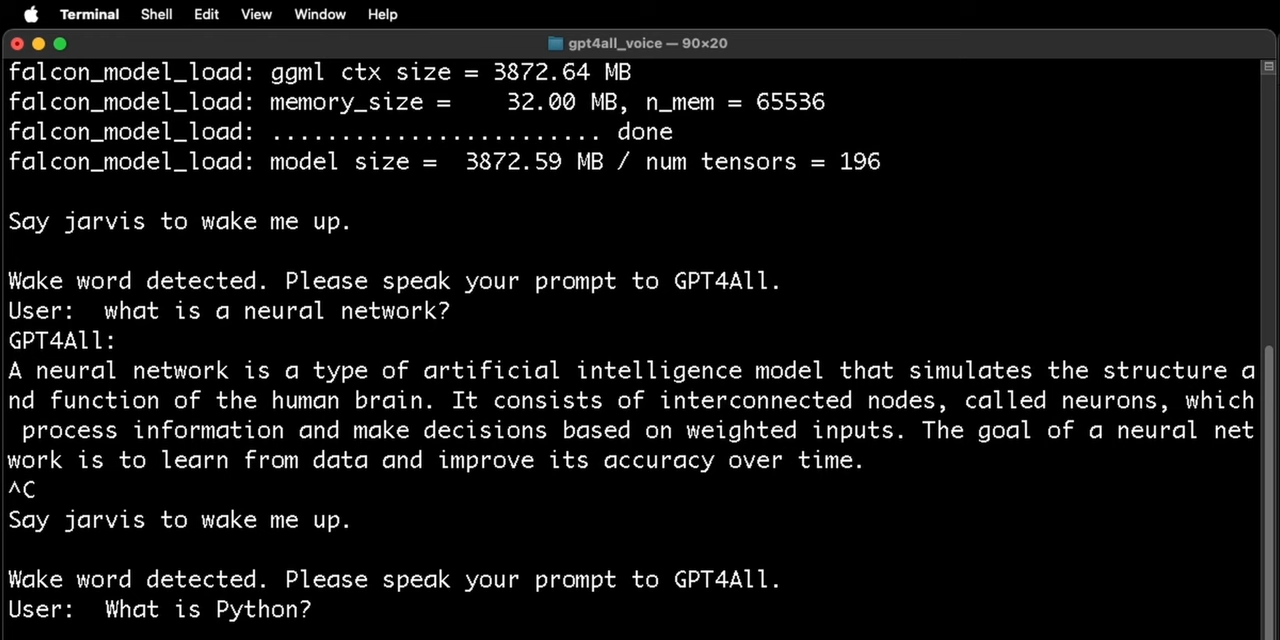 Terminal Shell Edit View Window Help
gpt4all_voice — 90×20
falcon_model_load: ggml ctx size = 3872.64 MB
falcon_model_load: memory_size =    32.00 MB, n_mem = 65536
falcon_model_load: ........................ done
falcon_model_load: model size =  3872.59 MB / num tensors = 196
Say jarvis to wake me up.
Wake word detected. Please speak your prompt to GPT4All.
User:  what is a neural network?
GPT4All:
A neural network is a type of artificial intelligence model that simulates the structure a
nd function of the human brain. It consists of interconnected nodes, called neurons, which
 process information and make decisions based on weighted inputs. The goal of a neural net
work is to learn from data and improve its accuracy over time.
^C
Say jarvis to wake me up.
Wake word detected. Please speak your prompt to GPT4All.
User:  What is Python?